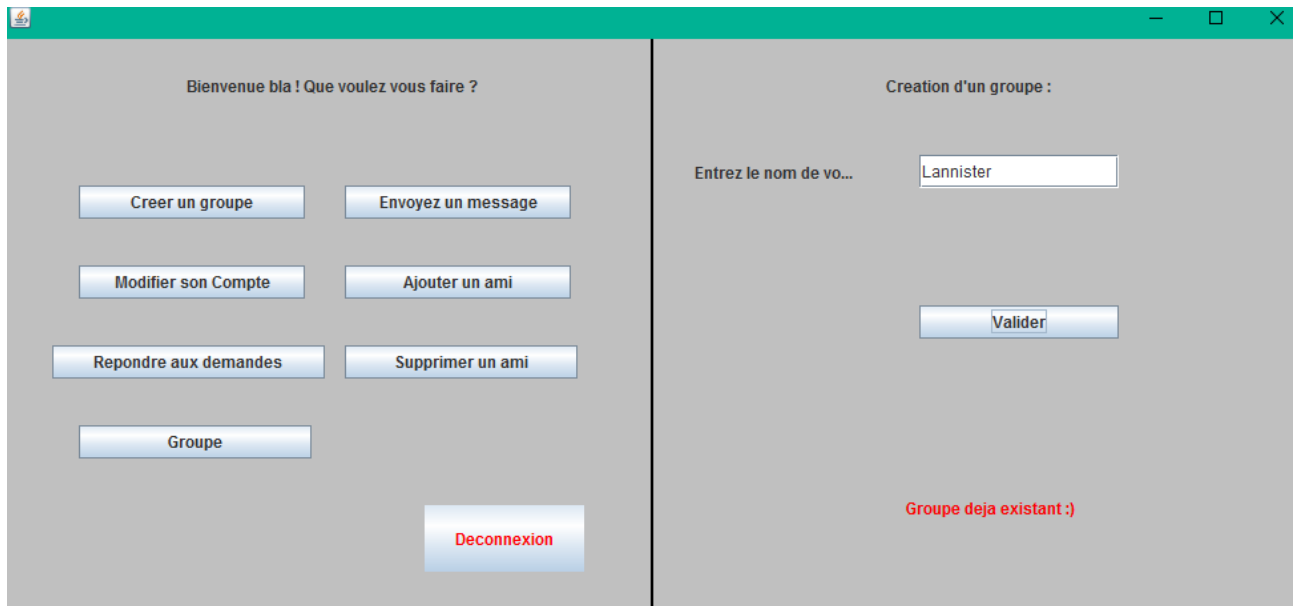 Bienvenue bla ! Que voulez vous faire ?
Creer un groupe
Envoyez un message
Modifier son Compte
Ajouter un ami
Repondre aux demandes
Supprimer un ami
Groupe
Deconnexion
Creation d'un groupe :
Entrez le nom de vo...
Lannister
Valider
Groupe deja existant :)